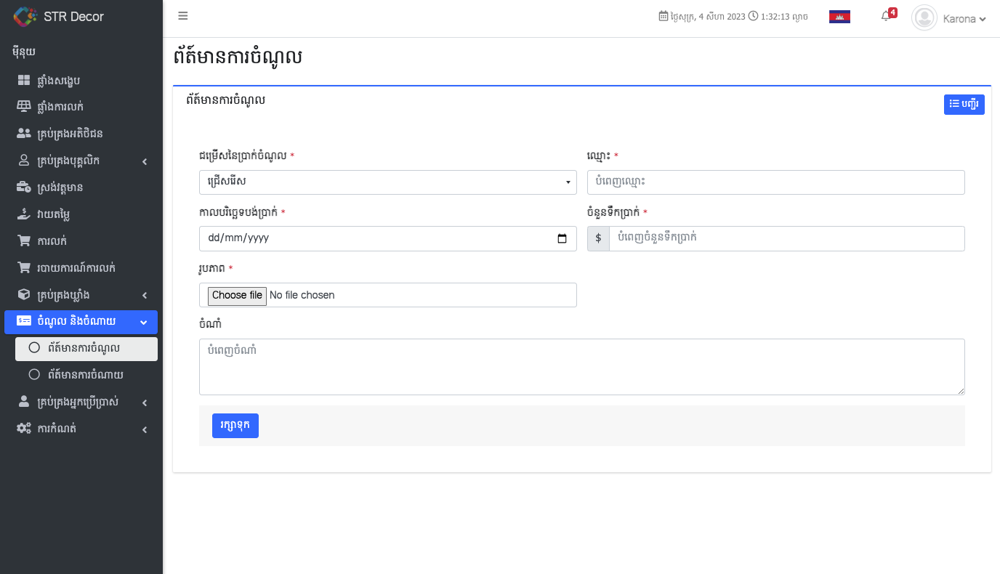 STR Decor
ថ្ងៃសុក្រ, 4 សីហា 2023 1:32:13 ល្ងាច
4
Karona
ម៉ឺនុយ
ផ្ទាំងសង្ខេប
ផ្ទាំងការលក់
គ្រប់គ្រងអតិថិជន
គ្រប់គ្រងបុគ្គលិក
ស្រង់វត្តមាន
វាយតម្លៃ
ការលក់
របាយការណ៍ការលក់
គ្រប់គ្រងឃ្លាំង
ចំណូល និងចំណាយ
ព័ត៍មានការចំណូល
ព័ត៍មានការចំណាយ
គ្រប់គ្រងអ្នកប្រើប្រាស់
ការកំណត់
ព័ត៍មានការចំណូល
ព័ត៍មានការចំណូល
បញ្ជីរ
ជម្រើសនៃប្រាក់ចំណូល *
ជ្រើសរើស
ឈ្មោះ *
បំពេញឈ្មោះ
កាលបរិច្ឆេទបង់ប្រាក់ *
dd/mm/yyyy
ចំនួនទឹកប្រាក់ *
$ បំពេញចំនួនទឹកប្រាក់
រូបភាព *
Choose file No file chosen
ចំណាំ
បំពេញចំណាំ
រក្សាទុក